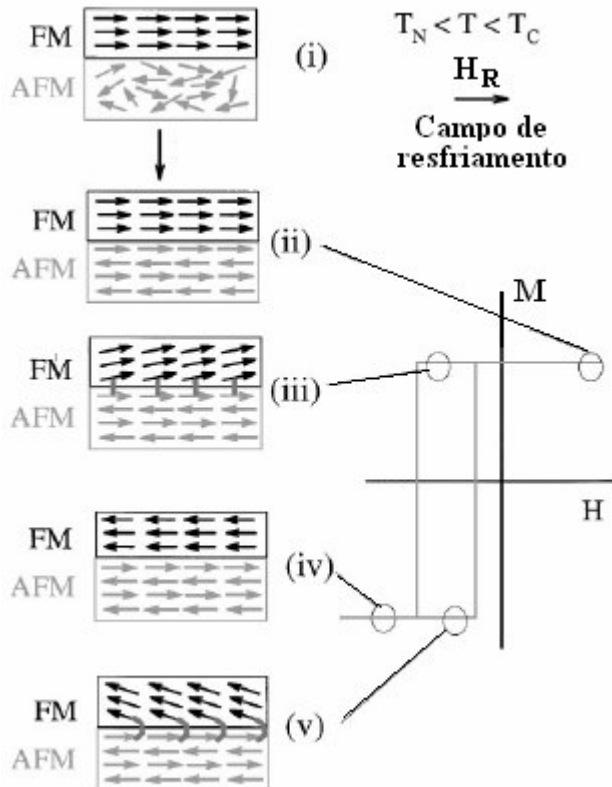 FM
AFM
(i)
T_N < T < T_C
H_R
Campo de
resfriamento
FM
AFM
(ii)
M
FM
AFM
(iii)
H
FM
AFM
(iv)
FM
AFM
(v)